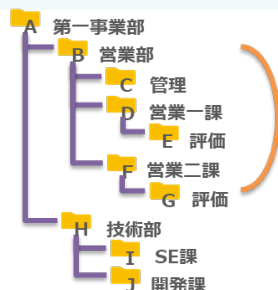 A 第一事業部
B 営業部
C 管理
D 営業一課
E 評価
F 営業二課
G 評価
H 技術部
I SE課
J 開発課